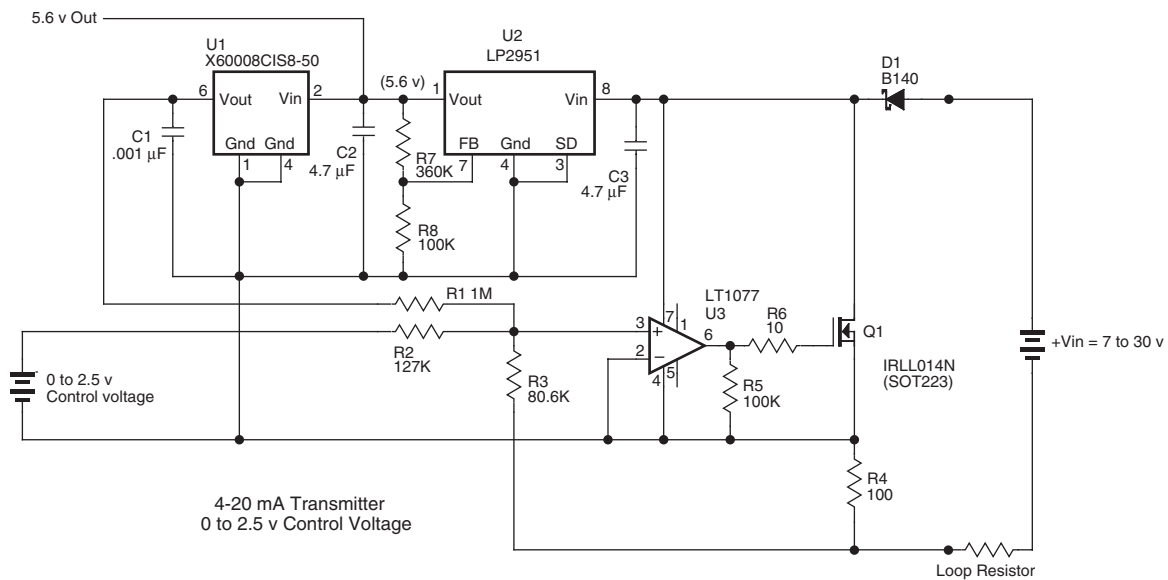 5.6 v Out
U1
X60008CIS8-50
U2
LP2951
D1
B140
(5.6 v)
6
Vout
Vin
2
1
Vout
Vin
8
C1
.001 µF
Gnd
Gnd
1
4
C2
4.7 µF
R7
360K
FB
Gnd
SD
7
4
3
C3
4.7 µF
R8
100K
R1 1M
LT1077
U3
R2
127K
3
+
7
1
6
2
–
4
5
R6
10
Q1
IRLL014N
(SOT223)
+Vin = 7 to 30 v
0 to 2.5 v
Control voltage
R3
80.6K
R5
100K
R4
100
4-20 mA Transmitter
0 to 2.5 v Control Voltage
Loop Resistor